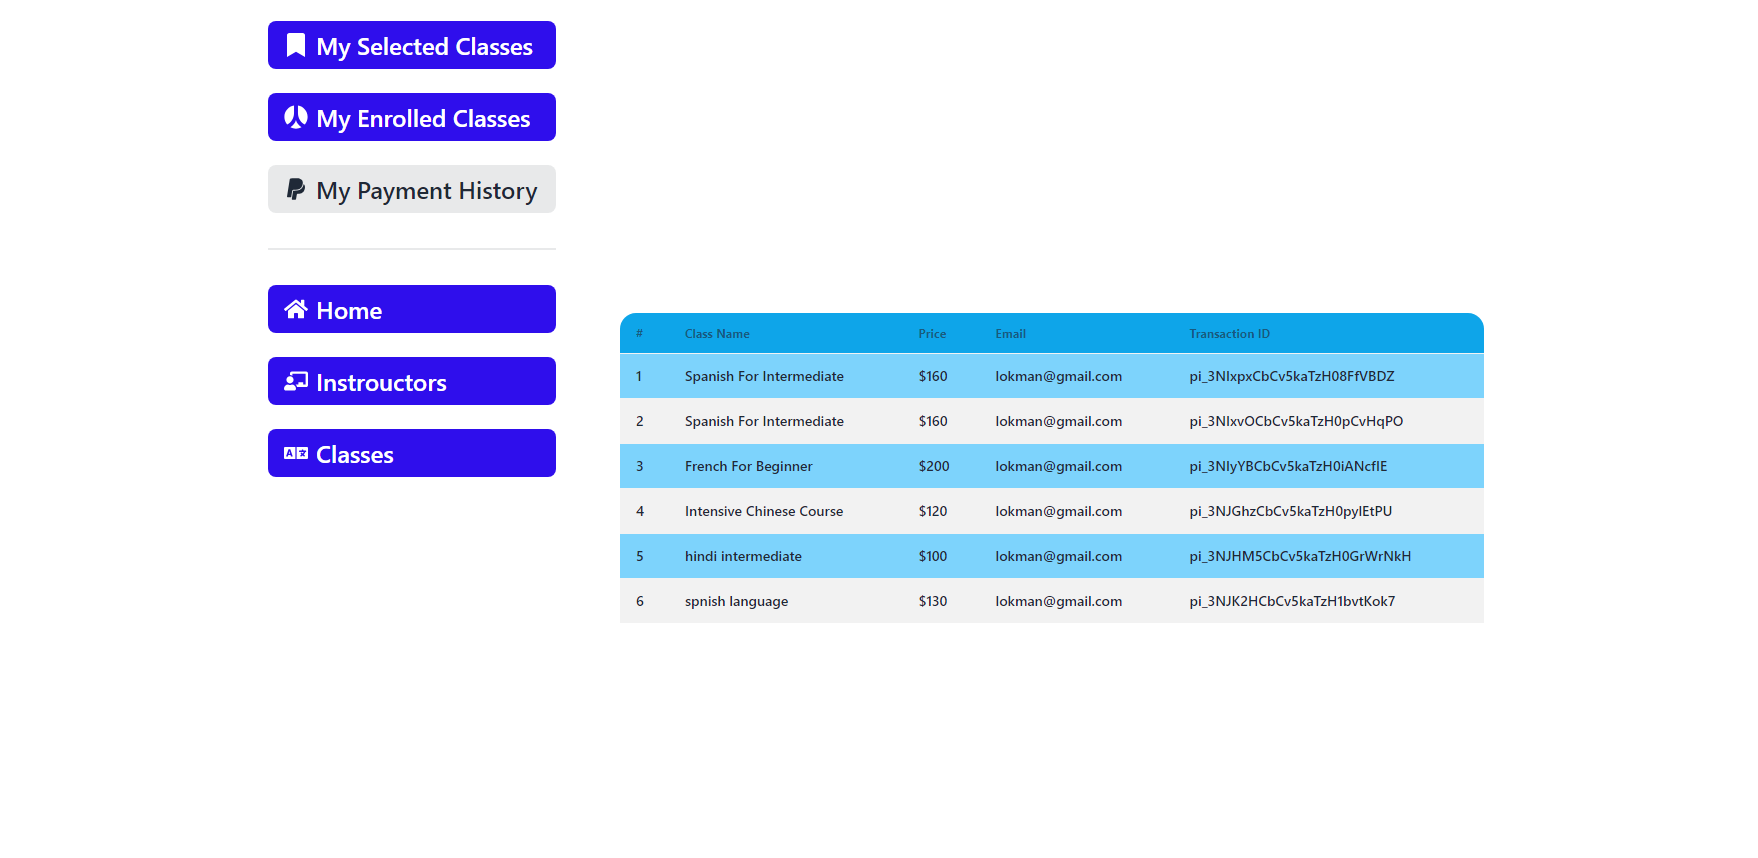 My Selected Classes
My Enrolled Classes
My Payment History
Home
Instrouctors
Classes
# Class Name Price Email Transaction ID
1 Spanish For Intermediate $160 lokman@gmail.com pi_3NIxpxCbCv5kaTzH08FfVBDZ
2 Spanish For Intermediate $160 lokman@gmail.com pi_3NIxvOCbCv5kaTzH0pCvHqPO
3 French For Beginner $200 lokman@gmail.com pi_3NIyYBCbCv5kaTzH0iANcfIE
4 Intensive Chinese Course $120 lokman@gmail.com pi_3NJGhzCbCv5kaTzH0pylEtPU
5 hindi intermediate $100 lokman@gmail.com pi_3NJHM5CbCv5kaTzH0GrWrNkH
6 spnish language $130 lokman@gmail.com pi_3NJK2HCbCv5kaTzH1bvtKok7